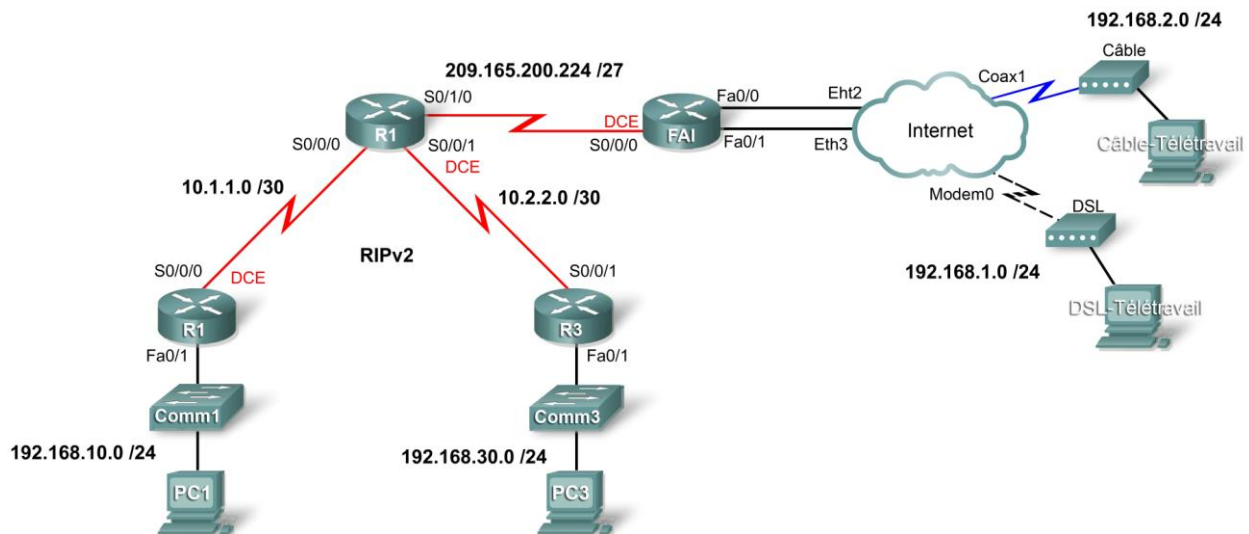 192.168.2.0 /24
Câble
209.165.200.224 /27
Coax1
Fa0/0
Eht2
S0/1/0
DCE
R1
FAI
Internet
Câble-Télétravail
S0/0/0
S0/0/1
S0/0/0
Fa0/1
Eth3
DCE
10.1.1.0 /30
10.2.2.0 /30
Modem0
DSL
RIPv2
192.168.1.0 /24
S0/0/0
DCE
S0/0/1
DSL-Télétravail
R1
R3
Fa0/1
Fa0/1
Comm1
Comm3
192.168.10.0 /24
192.168.30.0 /24
PC1
PC3